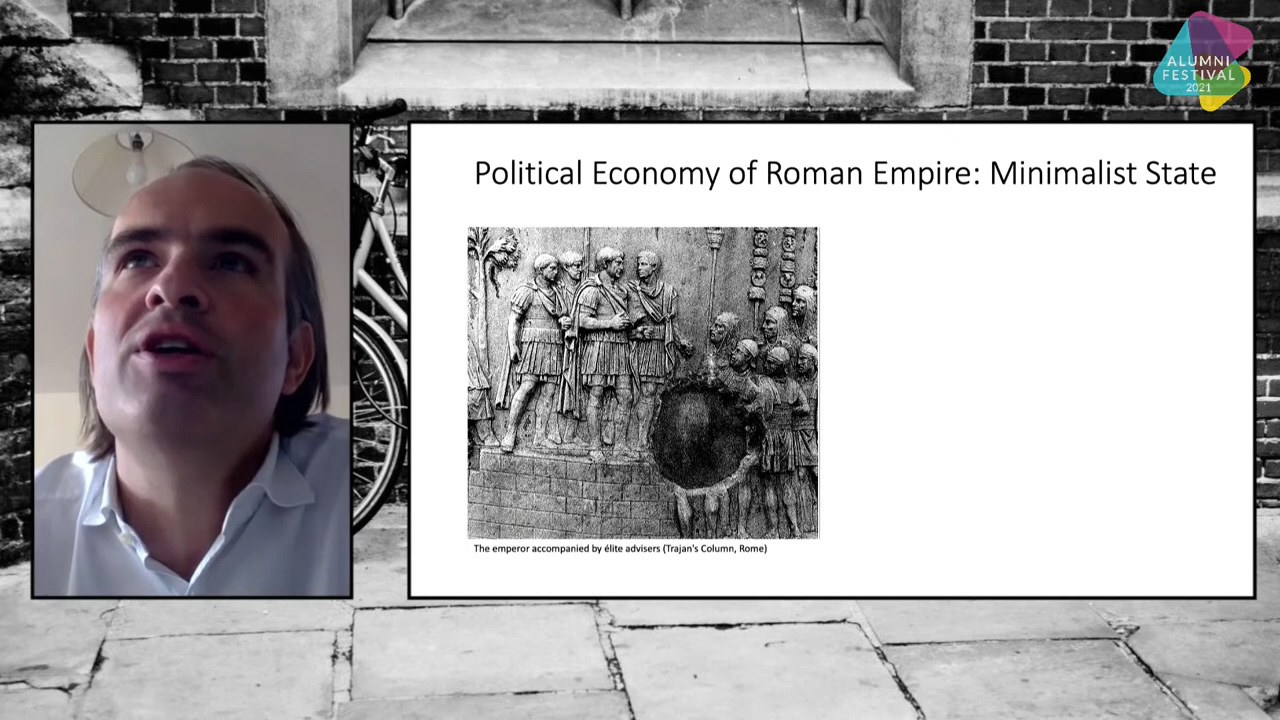 ALUMNI
FESTIVAL
2021
Political Economy of Roman Empire: Minimalist State
The emperor accompanied by élite advisers (Trajan's Column, Rome)